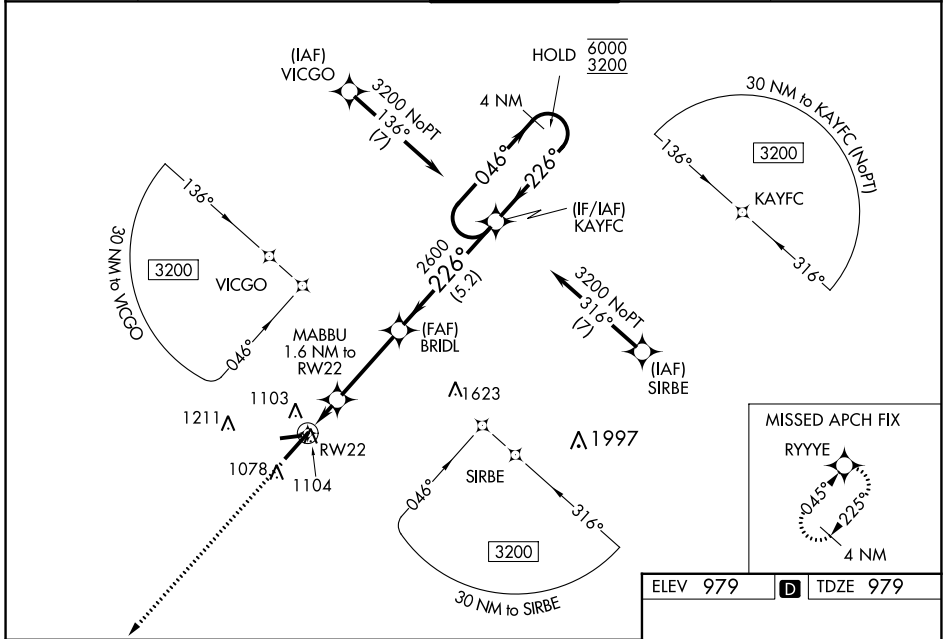 (IAF)
VICGO
3200 NoPT
136°
(7)
HOLD
6000
3200
4 NM
046°
226°
30 NM to KAYFC (NoPT)
136°
3200
KAYFC
316°
(IF/IAF)
KAYFC
136°
30 NM to VICGO
3200
VICGO
046°
2600
226°
(5.2)
3200 NoPT
316°
(7)
(IAF)
SIRBE
(FAF)
BRIDL
MABBU
1.6 NM to
RW22
1103
1211
1623
1997
RW22
1078
1104
SIRBE
046°
316°
3200
30 NM to SIRBE
MISSED APCH FIX
RYYYE
045°
225°
4 NM
ELEV 979 D TDZE 979